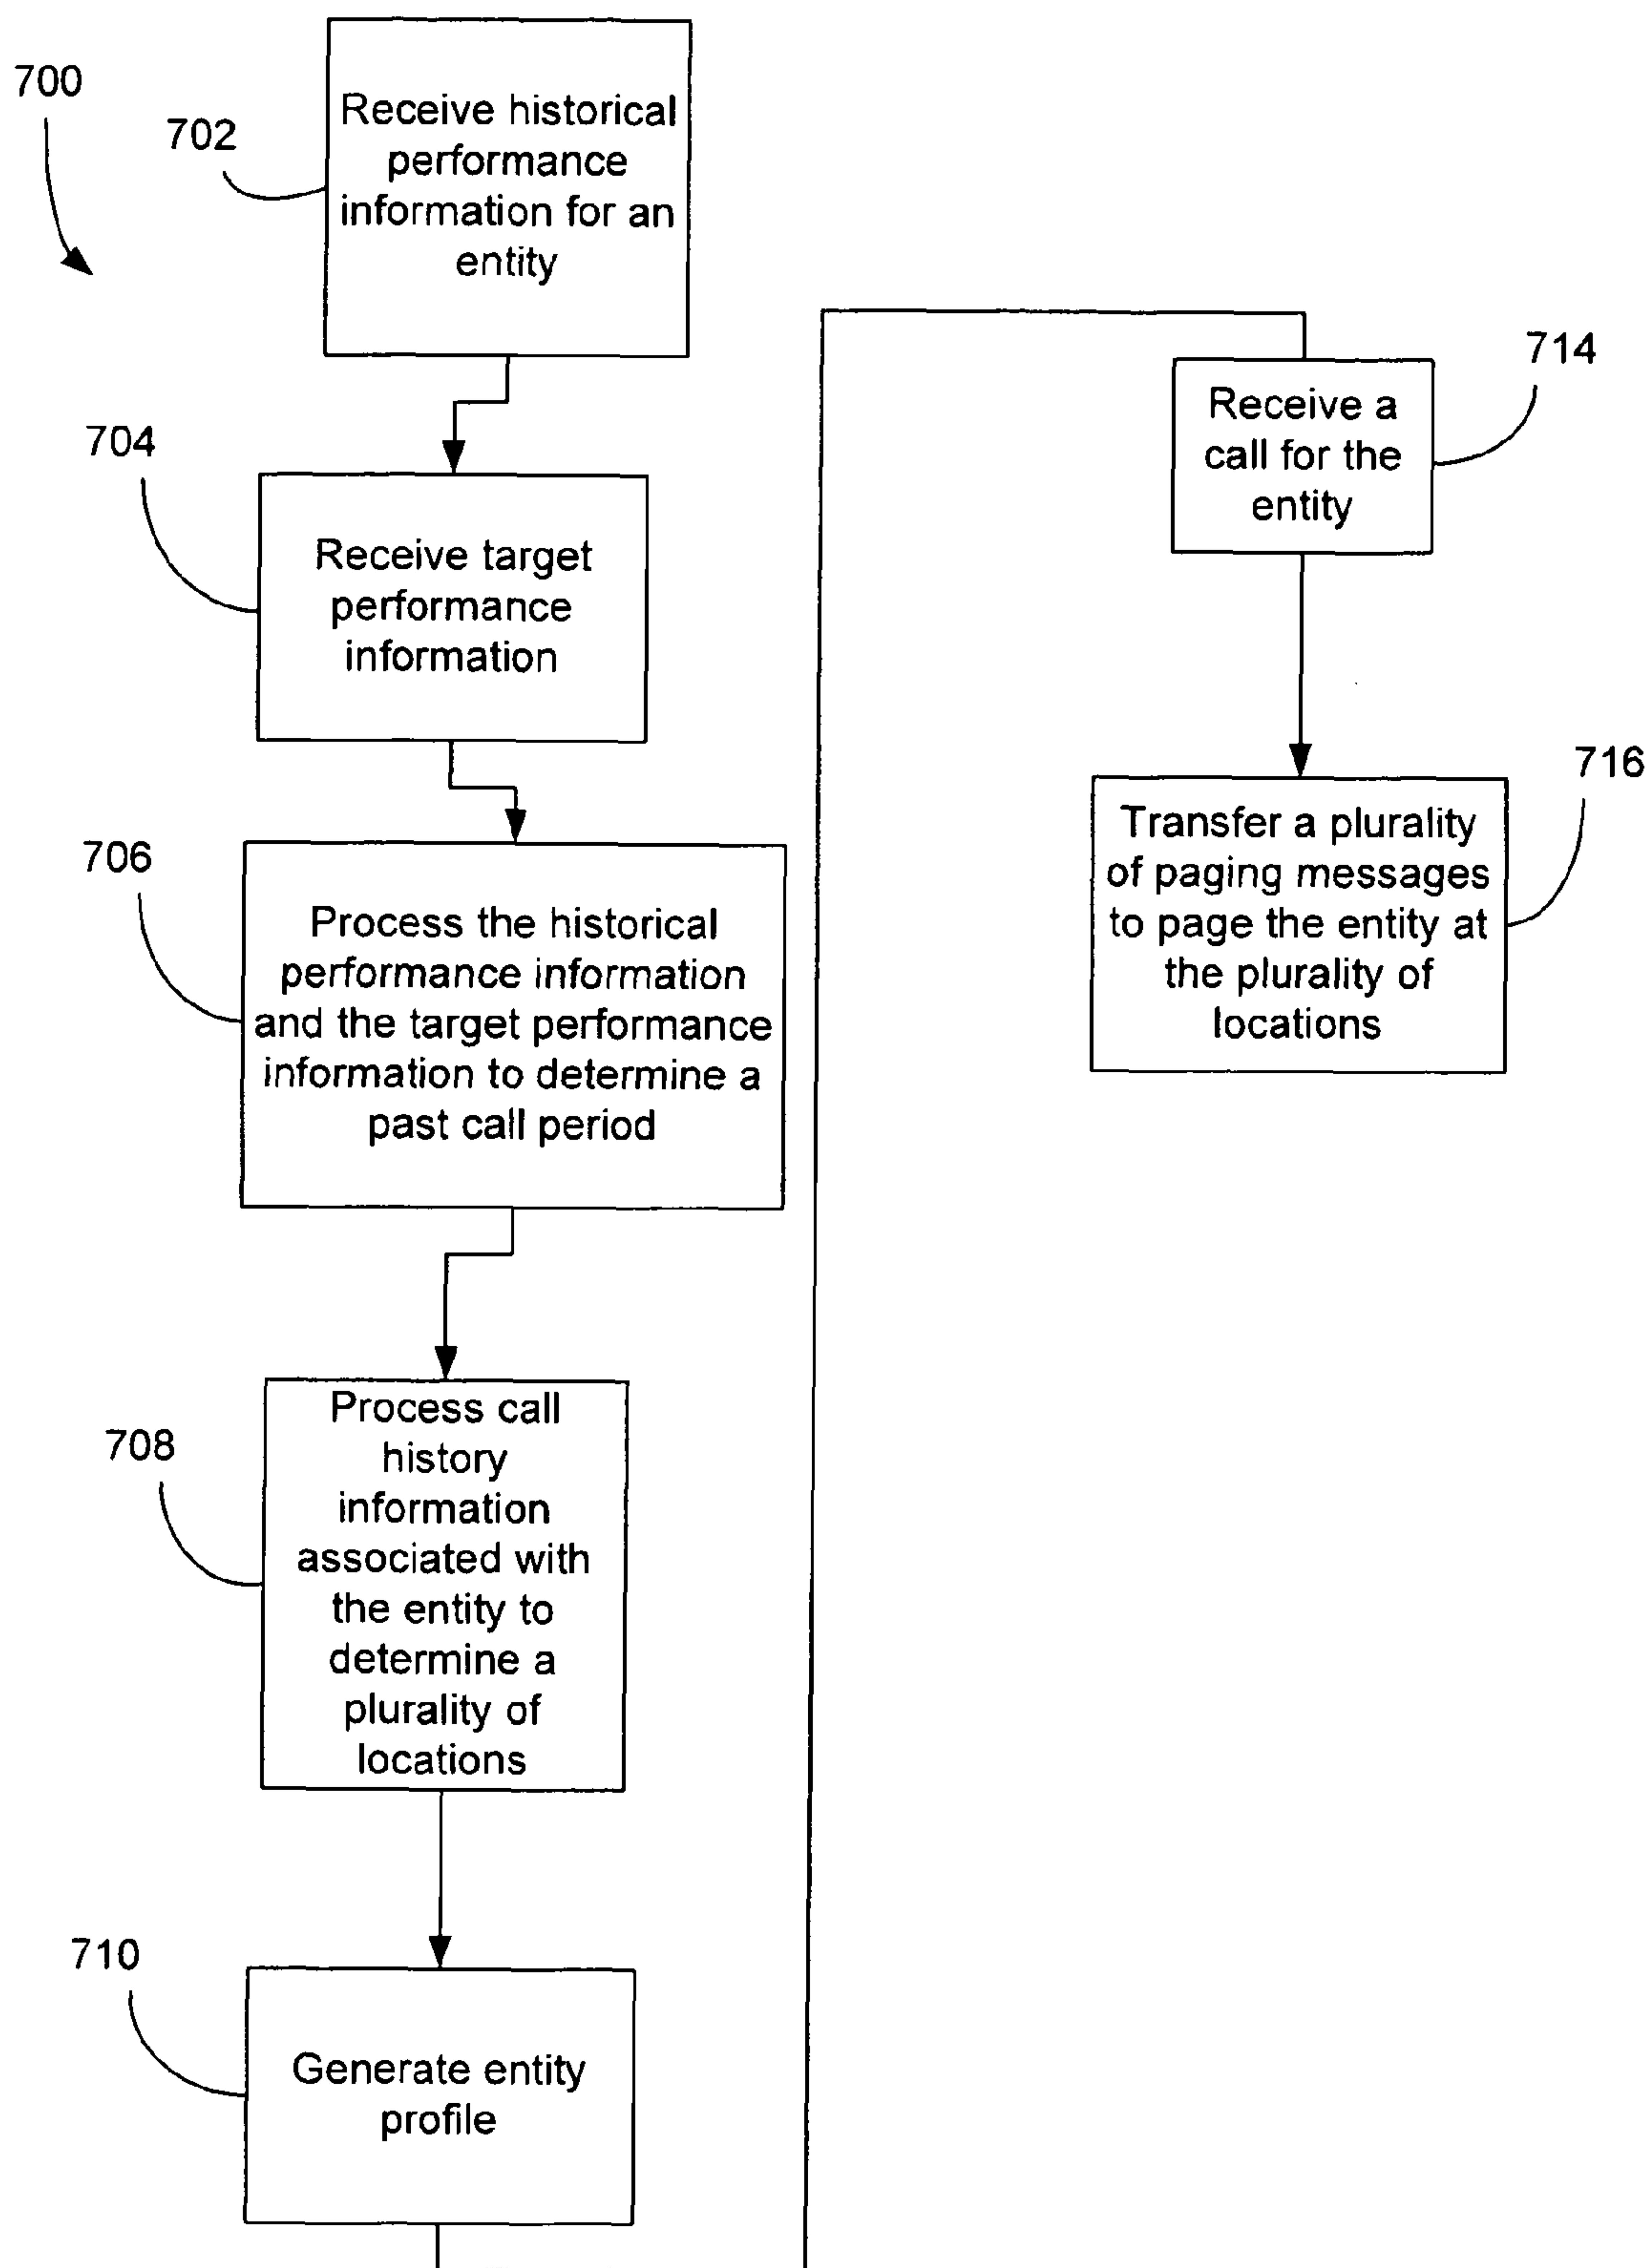 700
702
Receive historical
performance
information for an
entity
704
Receive target
performance
information
706
Process the historical
performance information
and the target performance
information to determine a
past call period
708
Process call
history
information
associated with
the entity to
determine a
plurality of
locations
710
Generate entity
profile
714
Receive a
call for the
entity
716
Transfer a plurality
of paging messages
to page the entity at
the plurality of
locations